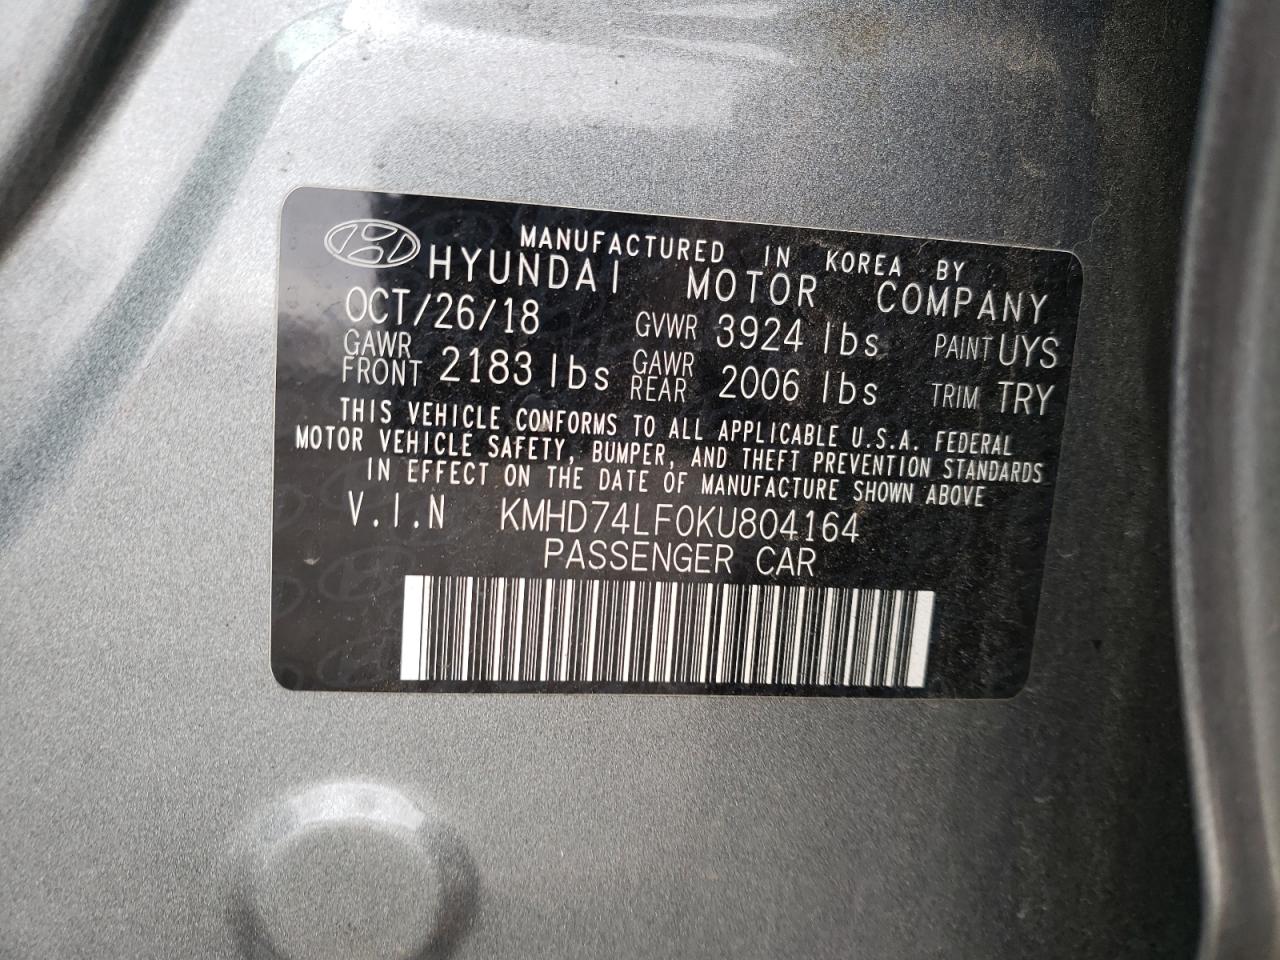 MANUFACTURED IN KOREA BY
HYUNDAI MOTOR COMPANY
OCT/26/18 GVWR 3924 lbs PAINT UYS
GAWR FRONT 2183 lbs GAWR REAR 2006 lbs TRIM TRY
THIS VEHICLE CONFORMS TO ALL APPLICABLE U.S.A. FEDERAL
MOTOR VEHICLE SAFETY, BUMPER, AND THEFT PREVENTION STANDARDS
IN EFFECT ON THE DATE OF MANUFACTURE SHOWN ABOVE
V.I.N KMHD74LF0KU804164
PASSENGER CAR